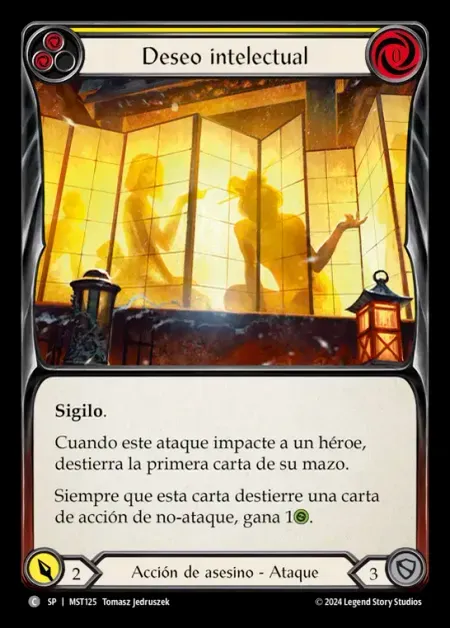 Deseo intelectual
0
Sigilo.
Cuando este ataque impacte a un héroe,
destierra la primera carta de su mazo.
Siempre que esta carta destierre una carta
de acción de no-ataque, gana 1.
2
Acción de asesino - Ataque
3
C SP | MST125 Tomasz Jedruszek
© 2024 Legend Story Studios